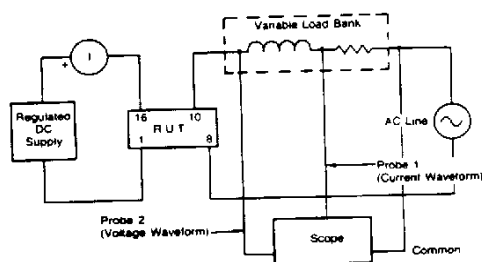 Variable Load Bank
+
I
16
10
R U T
1
8
Regulated
DC
Supply
AC Line
Probe 1
(Current Waveform)
Probe 2
(Voltage Waveform)
Scope
Common